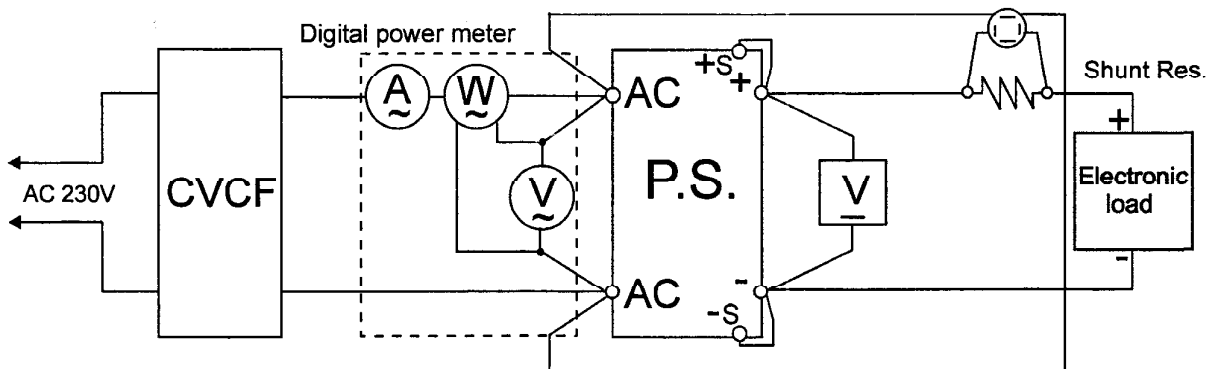 Digital power meter
AC 230V
CVCF
A
~
W
~
V
~
AC
AC
P.S.
+S
+
-
-S
V
Shunt Res.
+
Electronic
load
-